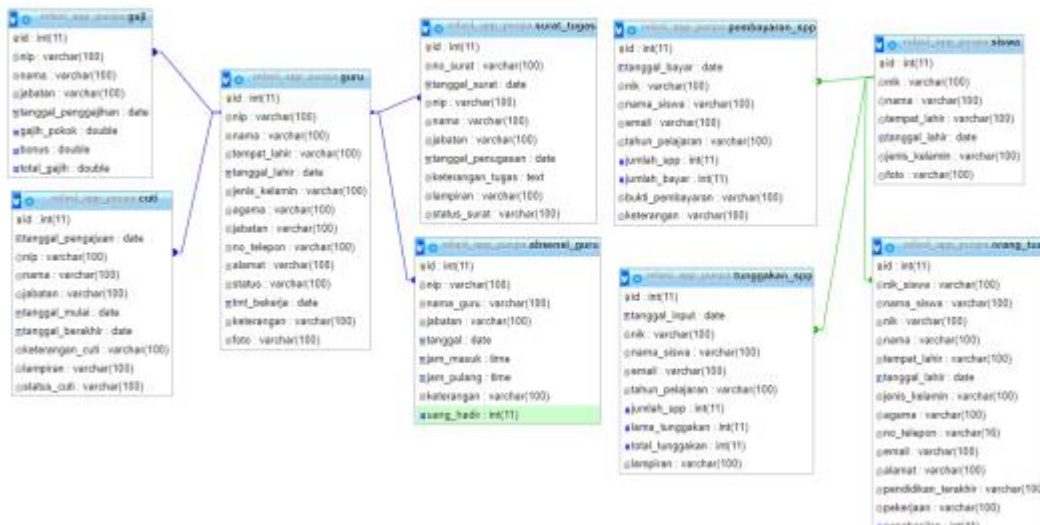 gaji
id : int(11)
nip : varchar(100)
nama : varchar(100)
jabatan : varchar(100)
tanggal_penggajihan : date
gajih_pokok : double
bonus : double
total_gajih : double
cuti
id : int(11)
tanggal_pengajuan : date
nip : varchar(100)
nama : varchar(100)
jabatan : varchar(100)
tanggal_mulai : date
tanggal_berakhir : date
keterangan_cuti : varchar(100)
lampiran : varchar(100)
status_cuti : varchar(100)
guru
id : int(11)
nip : varchar(100)
nama : varchar(100)
tempat_lahir : varchar(100)
tanggal_lahir : date
jenis_kelamin : varchar(100)
agama : varchar(100)
jabatan : varchar(100)
no_telepon : varchar(100)
alamat : varchar(100)
status : varchar(100)
tmt_bekerja : date
keterangan : varchar(100)
foto : varchar(100)
surat_tugas
id : int(11)
no_surat : varchar(100)
tanggal_surat : date
nip : varchar(100)
nama : varchar(100)
jabatan : varchar(100)
tanggal_penugasan : date
keterangan_tugas : text
lampiran : varchar(100)
status_surat : varchar(100)
absensi_guru
id : int(11)
nip : varchar(100)
nama_guru : varchar(100)
jabatan : varchar(100)
tanggal : date
jam_masuk : time
jam_pulang : time
keterangan : varchar(100)
uang_hadir : int(11)
pembayaran_spp
id : int(11)
tanggal_bayar : date
nik : varchar(100)
nama_siswa : varchar(100)
email : varchar(100)
tahun_pelajaran : varchar(100)
jumlah_spp : int(11)
jumlah_bayar : int(11)
bukti_pembayaran : varchar(100)
keterangan : varchar(100)
tunggakan_spp
id : int(11)
tanggal_input : date
nik : varchar(100)
nama_siswa : varchar(100)
email : varchar(100)
tahun_pelajaran : varchar(100)
jumlah_spp : int(11)
lama_tunggakan : int(11)
total_tunggakan : int(11)
lampiran : varchar(100)
siswa
id : int(11)
nik : varchar(100)
nama : varchar(100)
tempat_lahir : varchar(100)
tanggal_lahir : date
jenis_kelamin : varchar(100)
foto : varchar(100)
orang_tua
id : int(11)
nik_siswa : varchar(100)
nama_siswa : varchar(100)
nik : varchar(100)
nama : varchar(100)
tempat_lahir : varchar(100)
tanggal_lahir : date
jenis_kelamin : varchar(100)
agama : varchar(100)
no_telepon : varchar(16)
email : varchar(100)
alamat : varchar(100)
pendidikan_terakhir : varchar(100
pekerjaan : varchar(100)